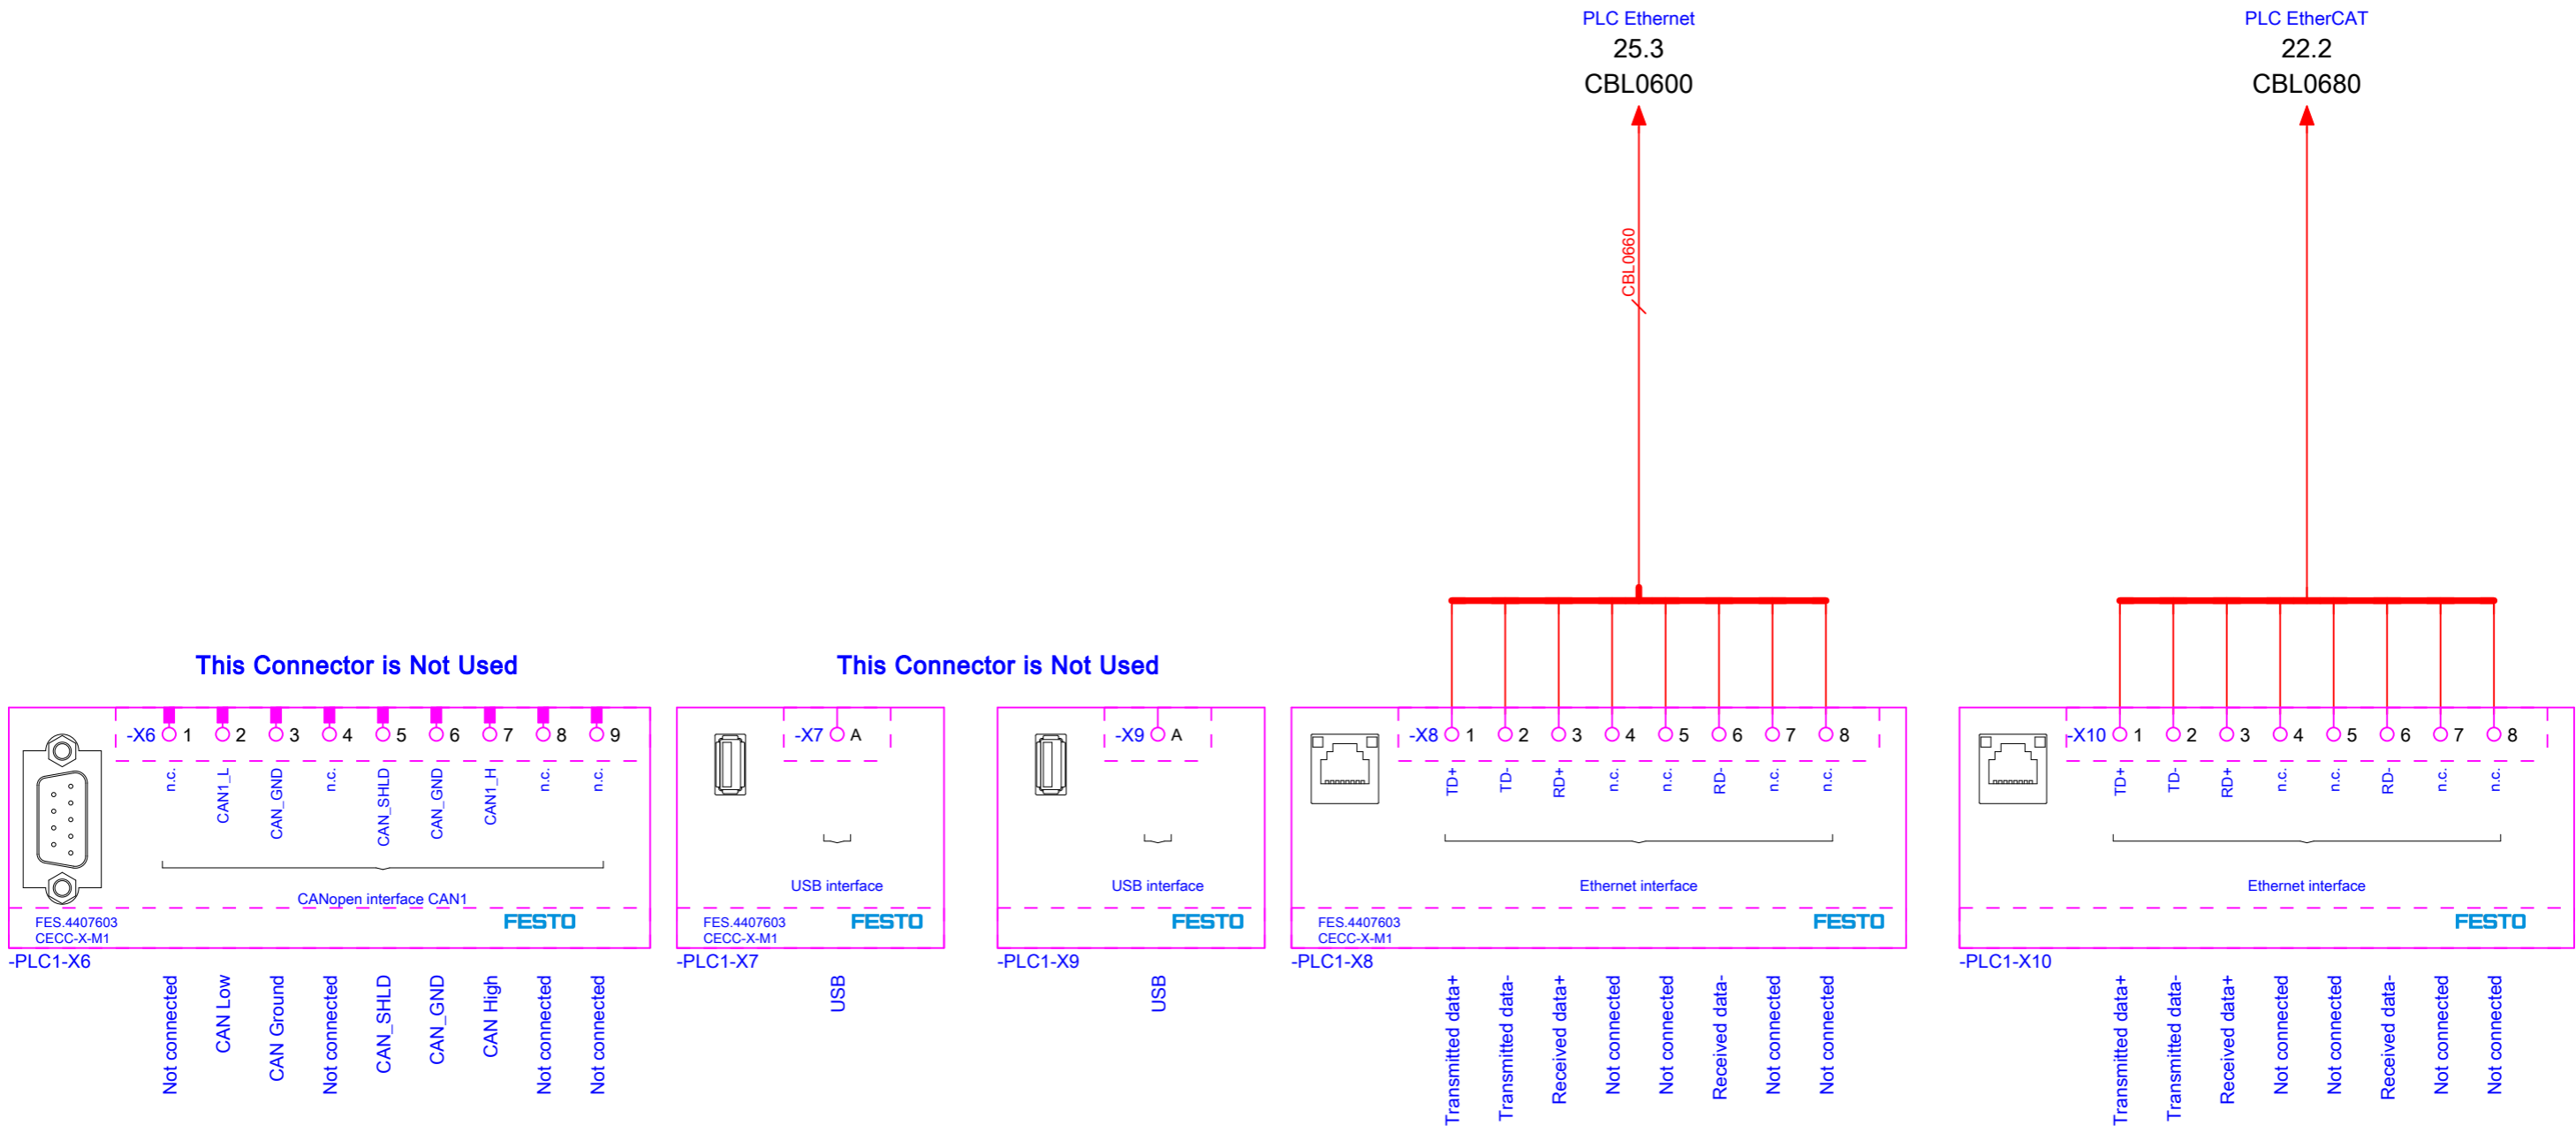 PLC Ethernet
25.3
CBL0600
PLC EtherCAT
22.2
CBL0680
CBL0660
This Connector is Not Used
This Connector is Not Used
-X6 1 2 3 4 5 6 7 8 9
n.c. CAN1_L CAN_GND n.c. CAN_SHLD CAN_GND CAN1_H n.c. n.c.
CANopen interface CAN1
FES.4407603
CECC-X-M1
FESTO
-PLC1-X6
Not connected
CAN Low
CAN Ground
Not connected
CAN_SHLD
CAN_GND
CAN High
Not connected
Not connected
-X7 A
USB interface
FES.4407603
CECC-X-M1
FESTO
-PLC1-X7
USB
-X9 A
USB interface
FESTO
-PLC1-X9
USB
-X8 1 2 3 4 5 6 7 8
TD+ TD- RD+ n.c. n.c. RD- n.c. n.c.
Ethernet interface
FES.4407603
CECC-X-M1
FESTO
-PLC1-X8
Transmitted data+
Transmitted data-
Received data+
Not connected
Not connected
Received data-
Not connected
Not connected
-X10 1 2 3 4 5 6 7 8
TD+ TD- RD+ n.c. n.c. RD- n.c. n.c.
Ethernet interface
FESTO
-PLC1-X10
Transmitted data+
Transmitted data-
Received data+
Not connected
Not connected
Received data-
Not connected
Not connected